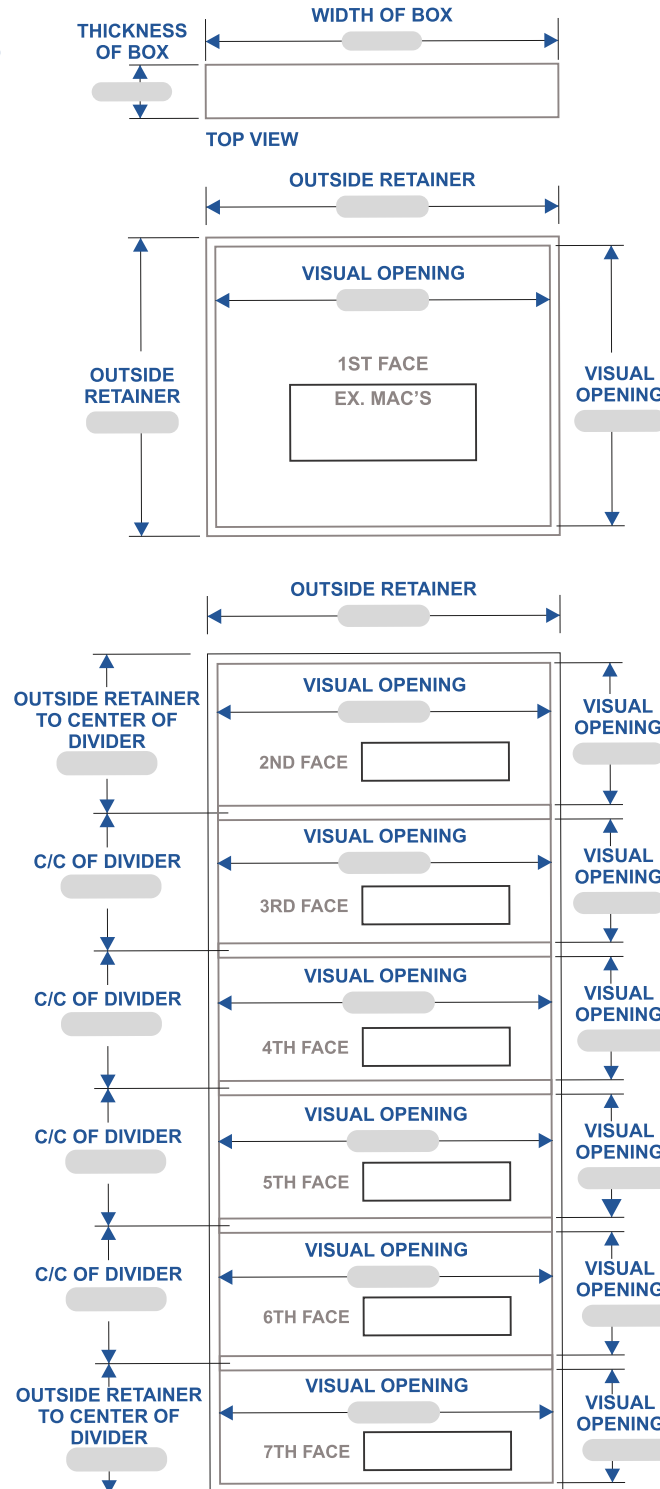 WIDTH OF BOX
THICKNESS
OF BOX
TOP VIEW
OUTSIDE RETAINER
VISUAL OPENING
1ST FACE
EX. MAC’S
OUTSIDE
RETAINER
VISUAL
OPENING
OUTSIDE RETAINER
VISUAL OPENING
OUTSIDE RETAINER
TO CENTER OF
DIVIDER
VISUAL
OPENING
2ND FACE
VISUAL OPENING
C/C OF DIVIDER
VISUAL
OPENING
3RD FACE
VISUAL OPENING
C/C OF DIVIDER
VISUAL
OPENING
4TH FACE
VISUAL OPENING
C/C OF DIVIDER
VISUAL
OPENING
5TH FACE
VISUAL OPENING
C/C OF DIVIDER
VISUAL
OPENING
6TH FACE
VISUAL OPENING
OUTSIDE RETAINER
TO CENTER OF
DIVIDER
VISUAL
OPENING
7TH FACE